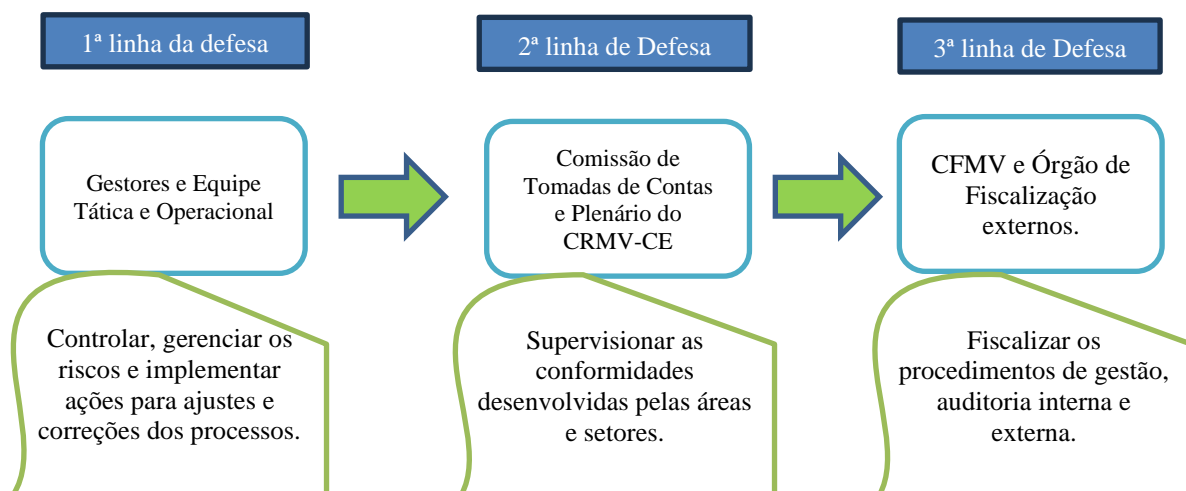 1ª linha da defesa
2ª linha de Defesa
3ª linha de Defesa
Gestores e Equipe
Tática e Operacional
Comissão de
Tomadas de Contas
e Plenário do
CRMV-CE
CFMV e Órgão de
Fiscalização
externos.
Controlar, gerenciar os
riscos e implementar
ações para ajustes e
correções dos processos.
Supervisionar as
conformidades
desenvolvidas pelas áreas
e setores.
Fiscalizar os
procedimentos de gestão,
auditoria interna e
externa.